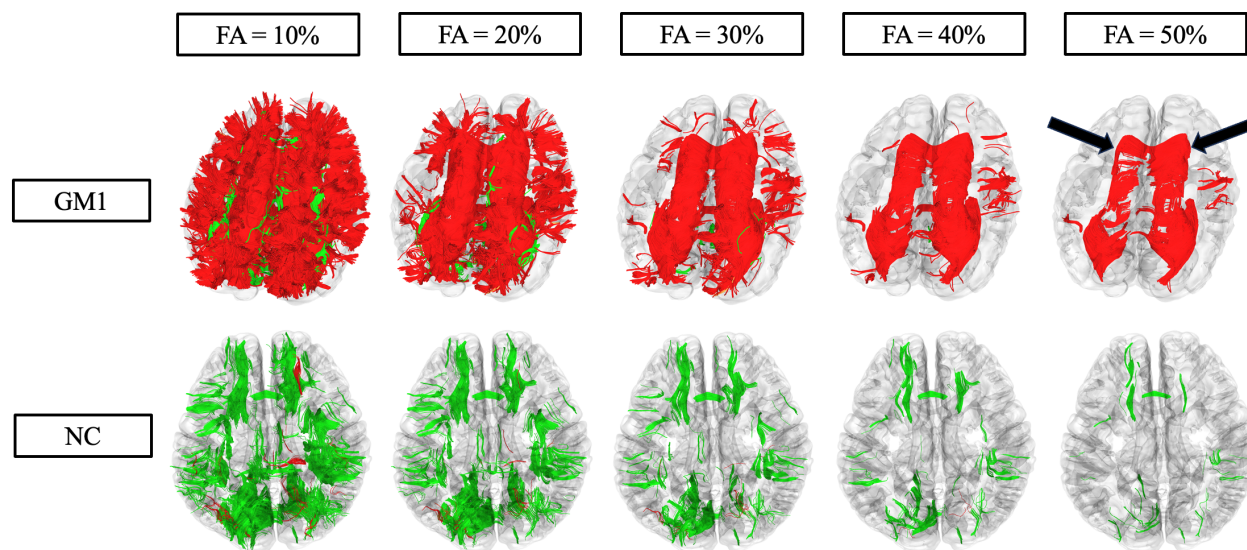 FA = 10%
FA = 20%
FA = 30%
FA = 40%
FA = 50%
GM1
NC